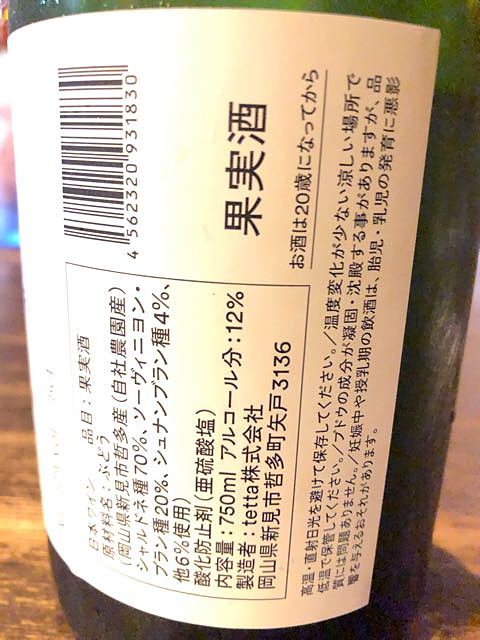 4 562320 931830
果実酒
お酒は20歳になってから
日本ワイン 品目：果実酒
原材料名：ぶどう
（岡山県新見市哲多産（自社農園産）
シャルドネ種70%、ソーヴィニヨン・
ブラン種20%、シュナンブラン種4%、
他6%使用）
酸化防止剤（亜硫酸塩）
内容量：750ml アルコール分：12%
製造者：tetta株式会社
岡山県新見市哲多町矢戸3136
高温・直射日光を避けて保存してください。／温度変化が少ない涼しい場所で
低温で保管してください。／ブドウの成分が凝固・沈殿する事がありますが、品
質には問題ありません。／妊娠中や授乳期の飲酒は、胎児・乳児の発育に悪影
響を与えるおそれがあります。